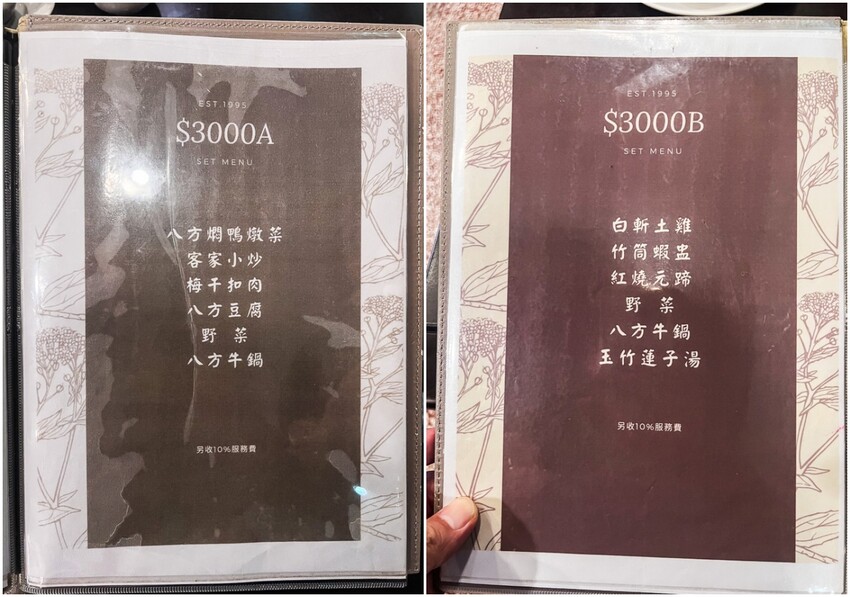 EST.1995
$3000A
SET MENU
八方燜鴨燉菜
客家小炒
梅干扣肉
八方豆腐
野 菜
八方牛鍋
另收10%服務費
EST.1995
$3000B
SET MENU
白斬土雞
竹筒蝦盅
紅燒元蹄
野 菜
八方牛鍋
玉竹蓮子湯
另收10%服務費